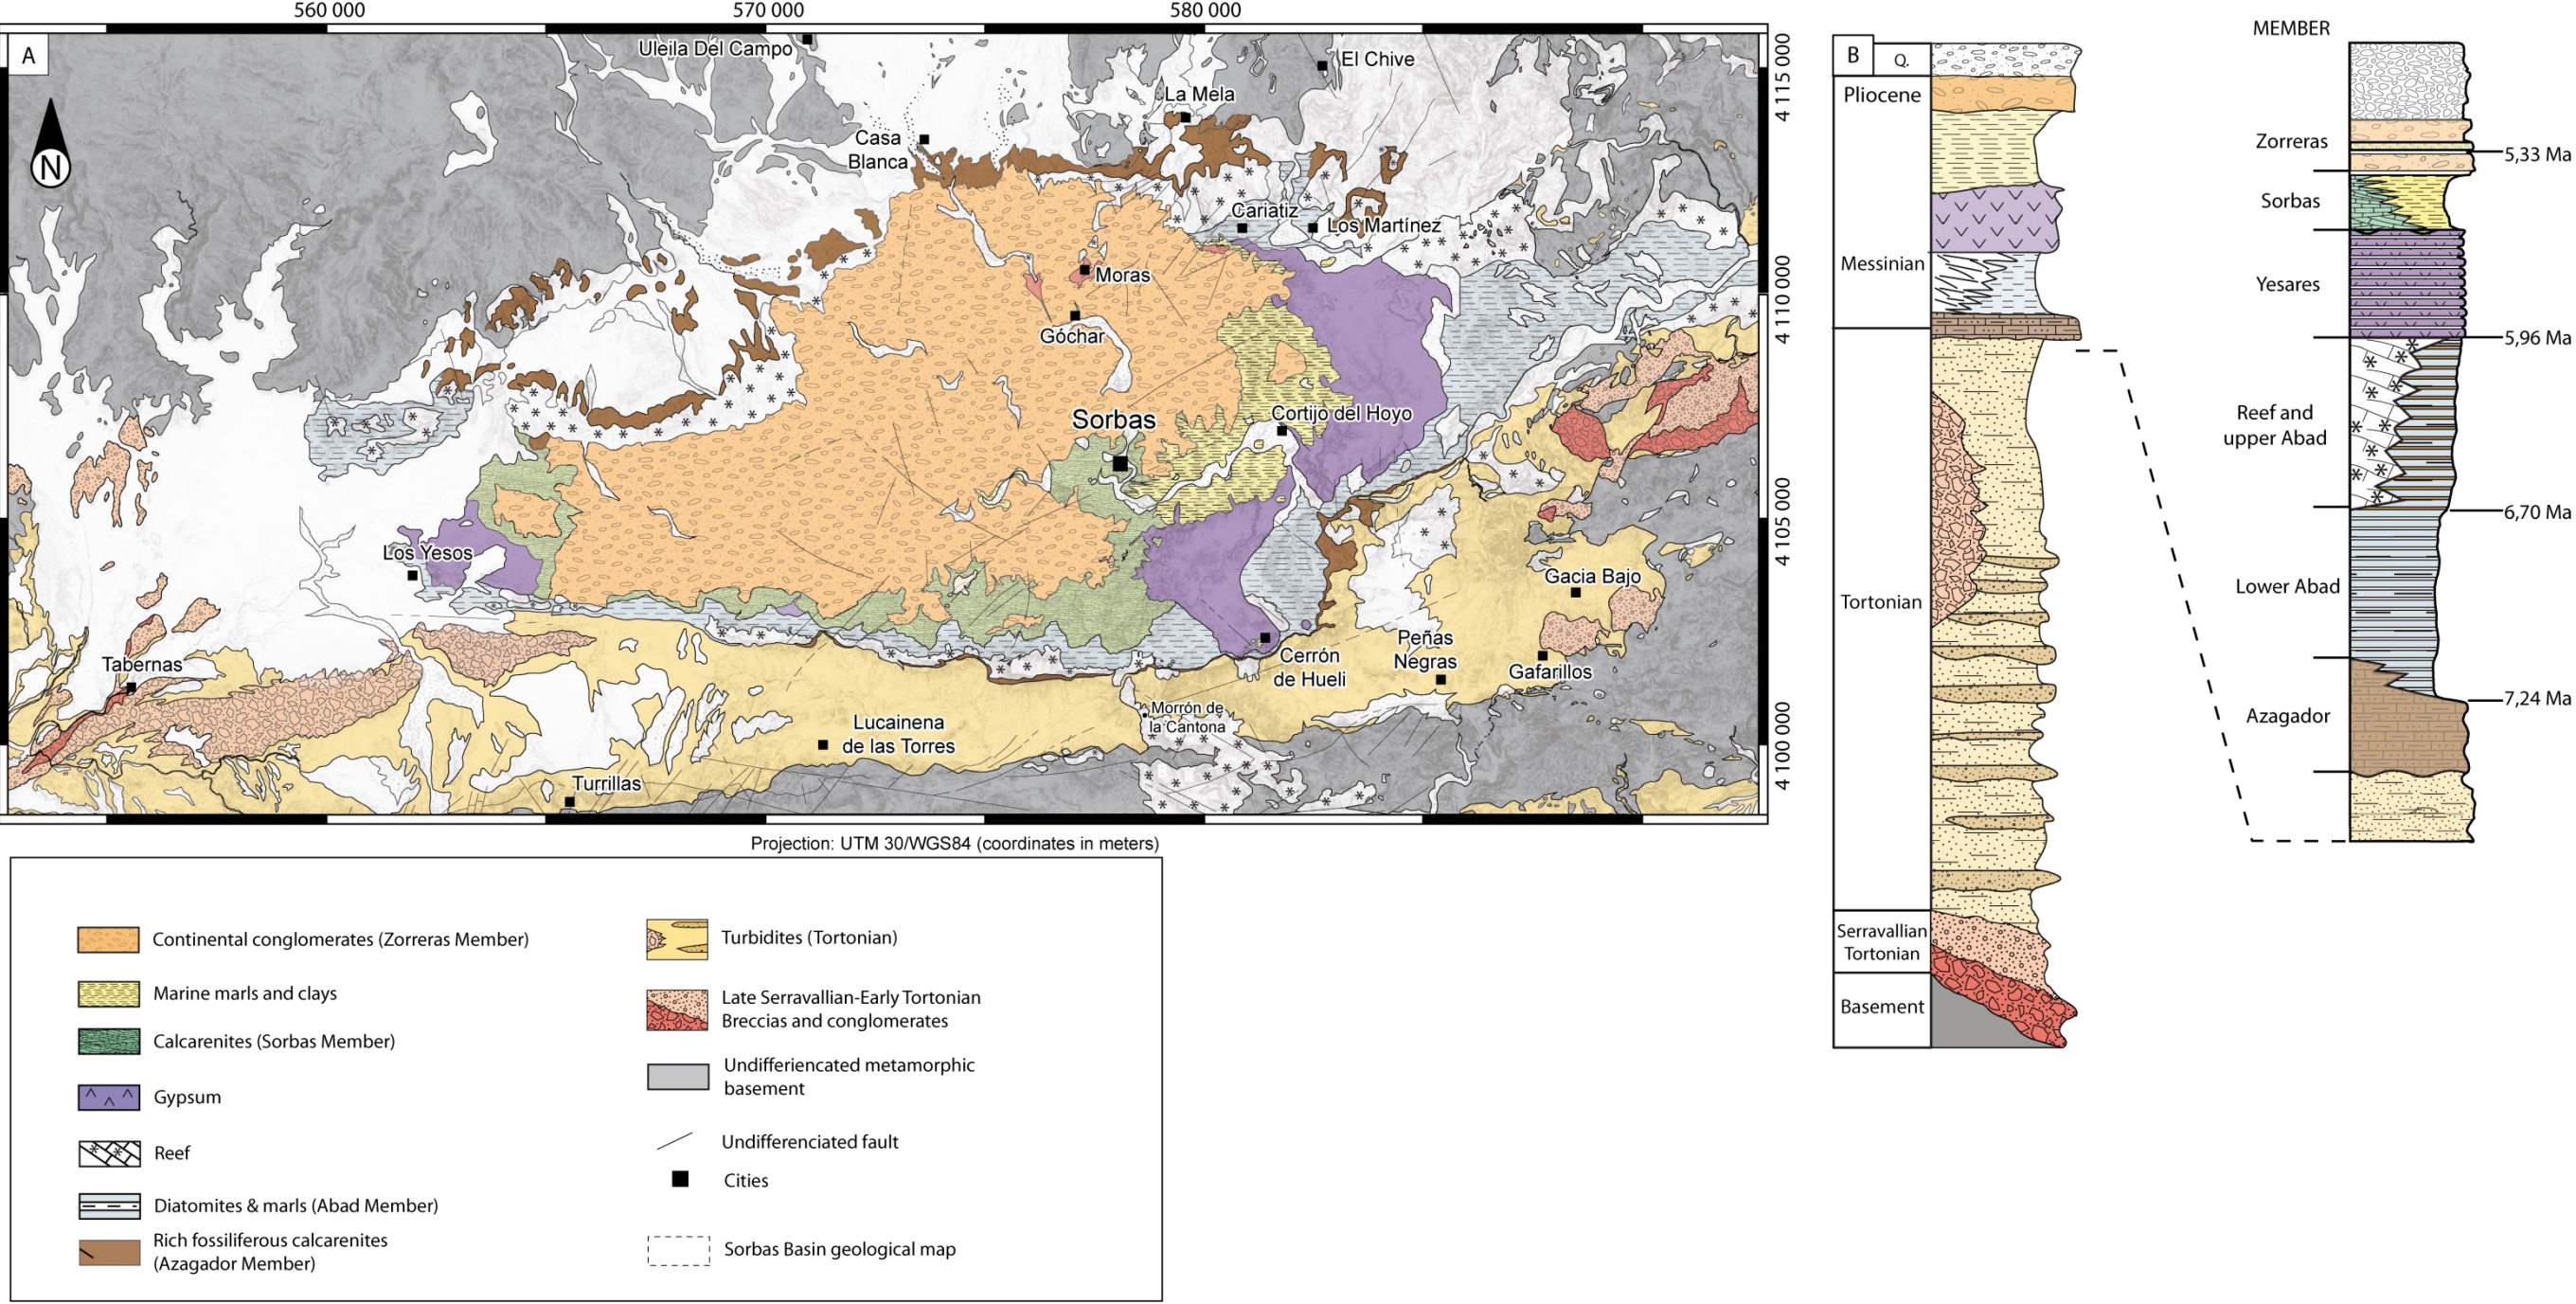 560 000
570 000
580 000
A
N
Uleila Del Campo
El Chive
La Mela
Casa
Blanca
Cariatiz
Los Martínez
Moras
Góchar
Sorbas
Cortijo del Hoyo
Los Yesos
Tabernas
Gacia Bajo
Peñas
Negras
Gafarillos
Cerrón
de Hueli
Morrón de
la Cantona
Lucainena
de las Torres
Turrillas
4 115 000
4 110 000
4 105 000
4 100 000
Projection: UTM 30/WGS84 (coordinates in meters)
Continental conglomerates (Zorreras Member)
Marine marls and clays
Calcarenites (Sorbas Member)
Gypsum
Reef
Diatomites & marls (Abad Member)
Rich fossiliferous calcarenites
(Azagador Member)
Turbidites (Tortonian)
Late Serravallian-Early Tortonian
Breccias and conglomerates
Undifferiencated metamorphic
basement
Undifferenciated fault
Cities
Sorbas Basin geological map
B
Q.
Pliocene
Messinian
Tortonian
Serravallian
Tortonian
Basement
MEMBER
Zorreras
5,33 Ma
Sorbas
Yesares
5,96 Ma
Reef and
upper Abad
6,70 Ma
Lower Abad
7,24 Ma
Azagador